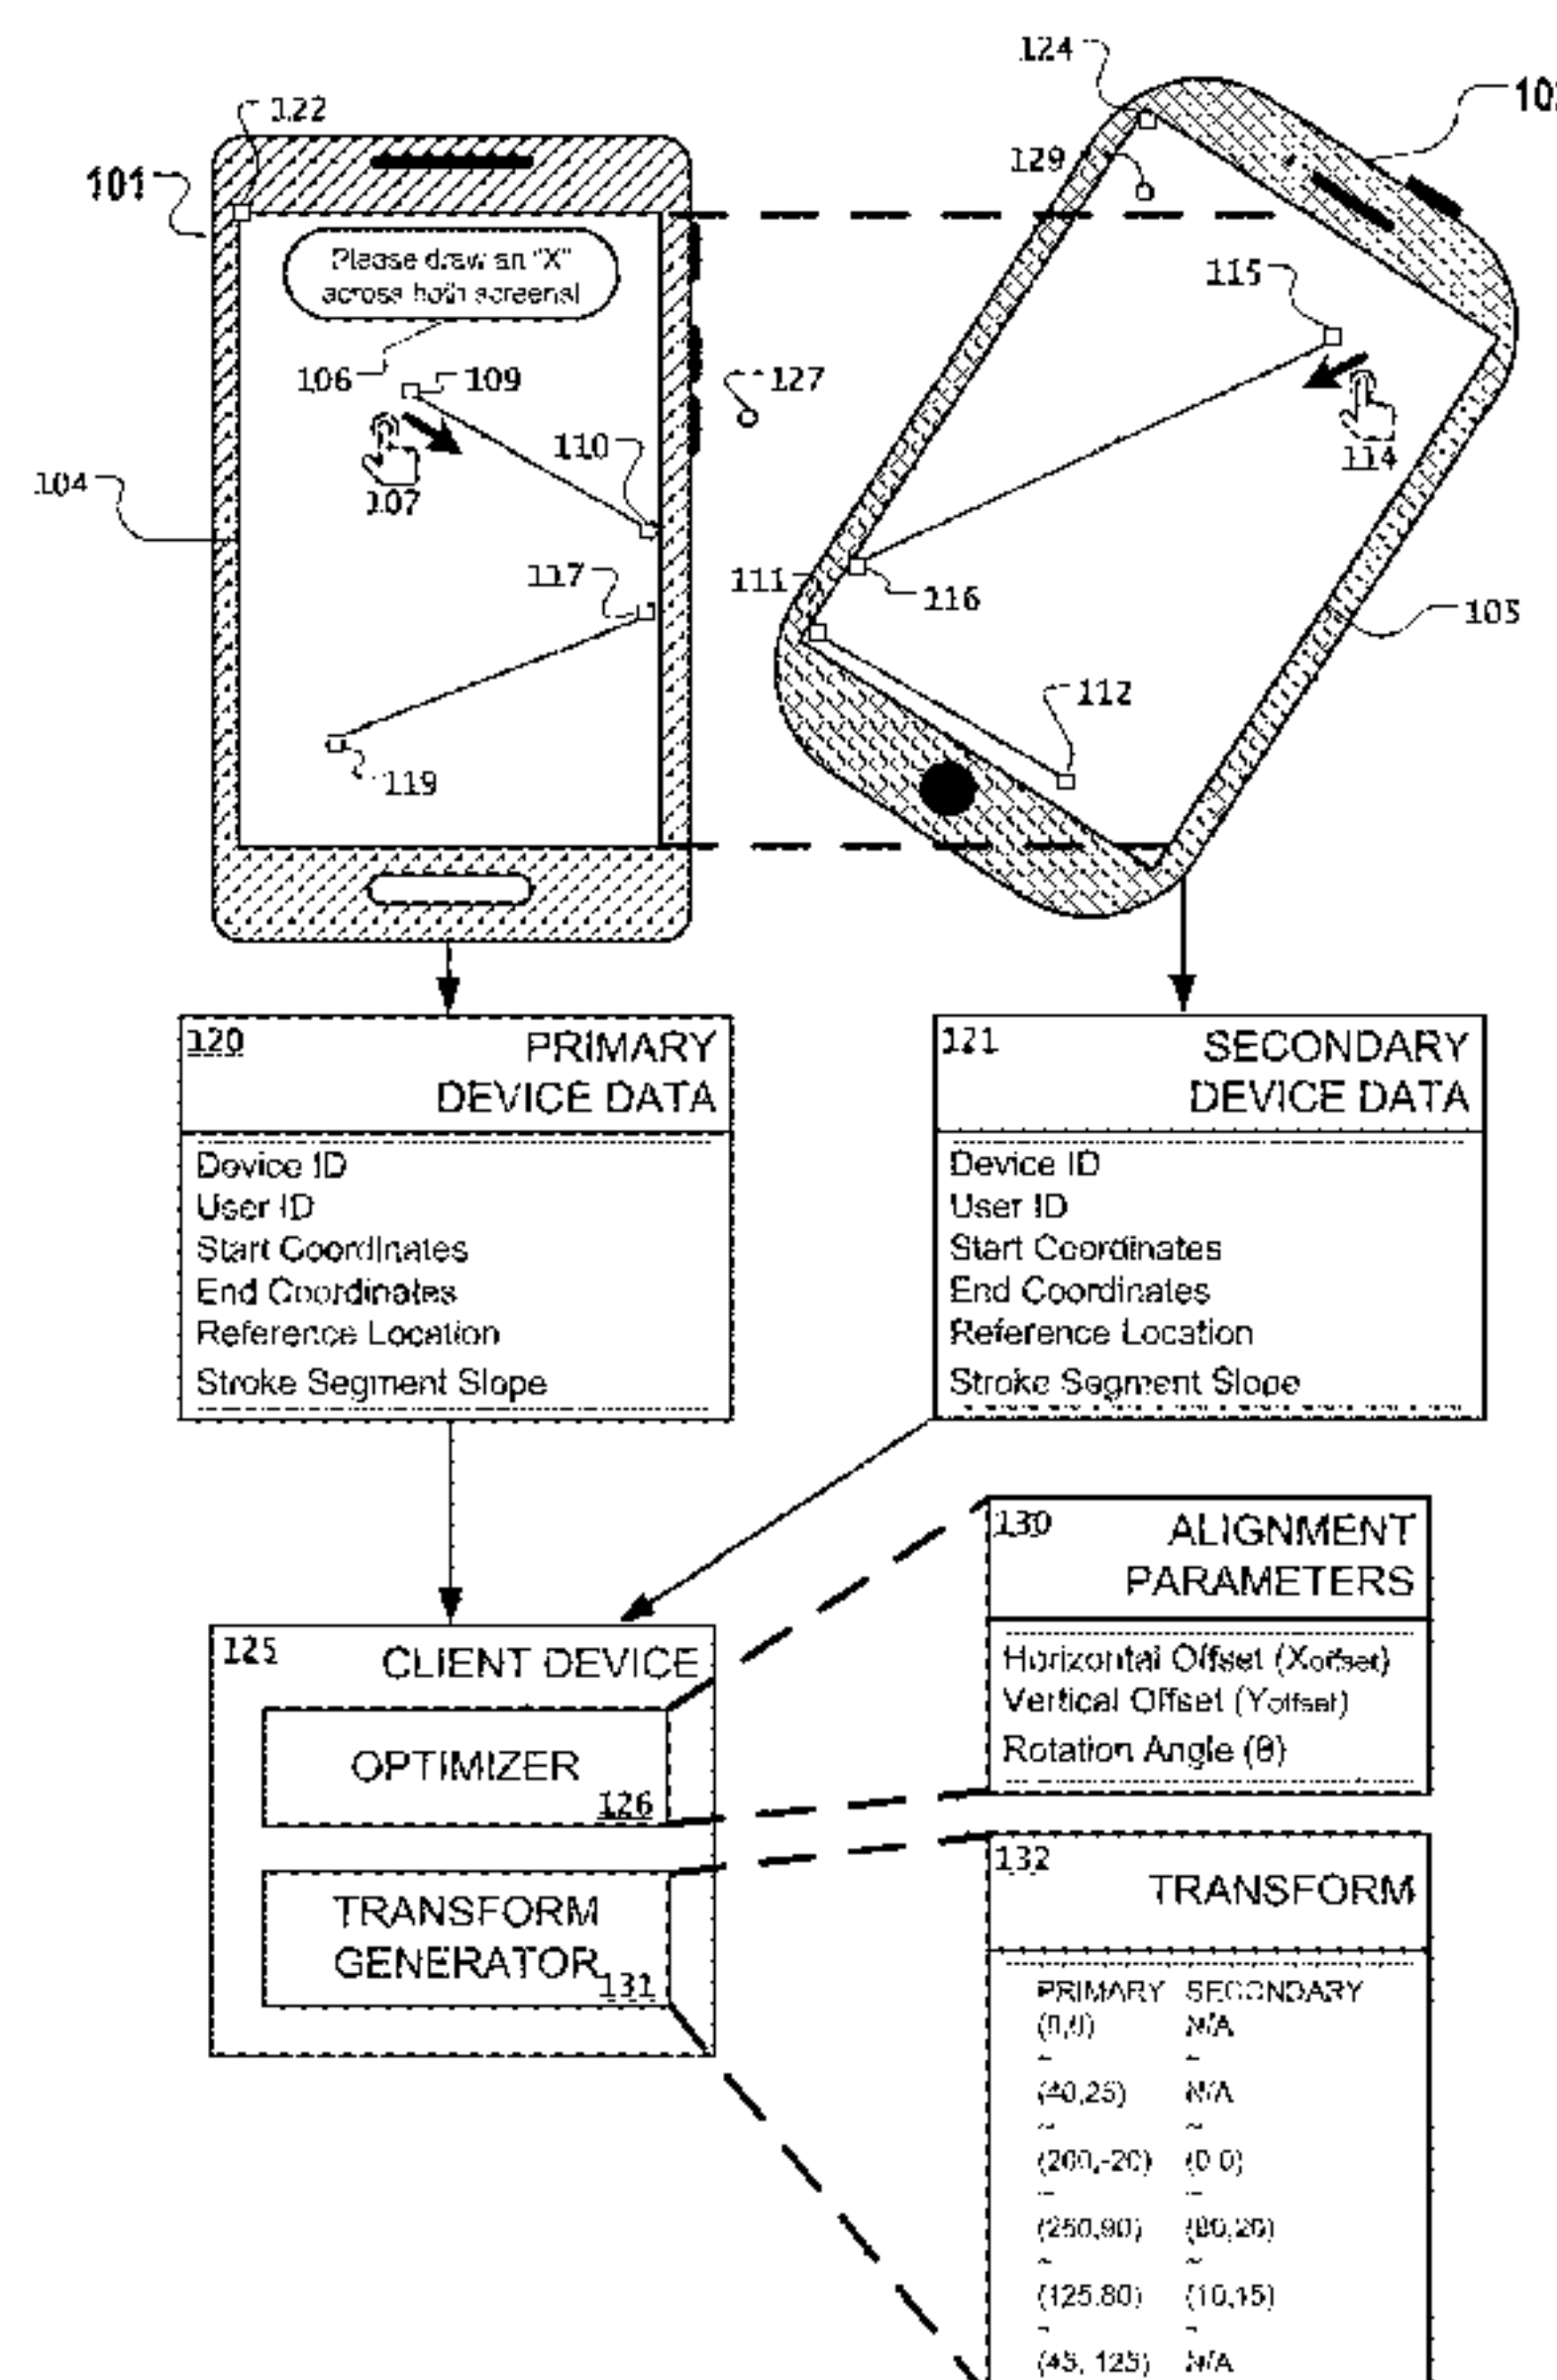 124
122
102
101
129
Please draw an "X"
across both screens!
115
106
109
127
110
104
107
114
117
111
116
105
112
119
120
PRIMARY
DEVICE DATA
Device ID
User ID
Start Coordinates
End Coordinates
Reference Location
Stroke Segment Slope
121
SECONDARY
DEVICE DATA
Device ID
User ID
Start Coordinates
End Coordinates
Reference Location
Stroke Segment Slope
130
ALIGNMENT
PARAMETERS
Horizontal Offset (Xoffset)
Vertical Offset (Yoffset)
Rotation Angle (θ)
125
CLIENT DEVICE
OPTIMIZER
126
TRANSFORM
GENERATOR
131
132
TRANSFORM
PRIMARY SECONDARY
(0,0) N/A
~ ~
(40,25) N/A
~ ~
(200,-20) (0,0)
~ ~
(250,90) (80,20)
~ ~
(125,80) (10,15)
~ ~
(45, 125) N/A